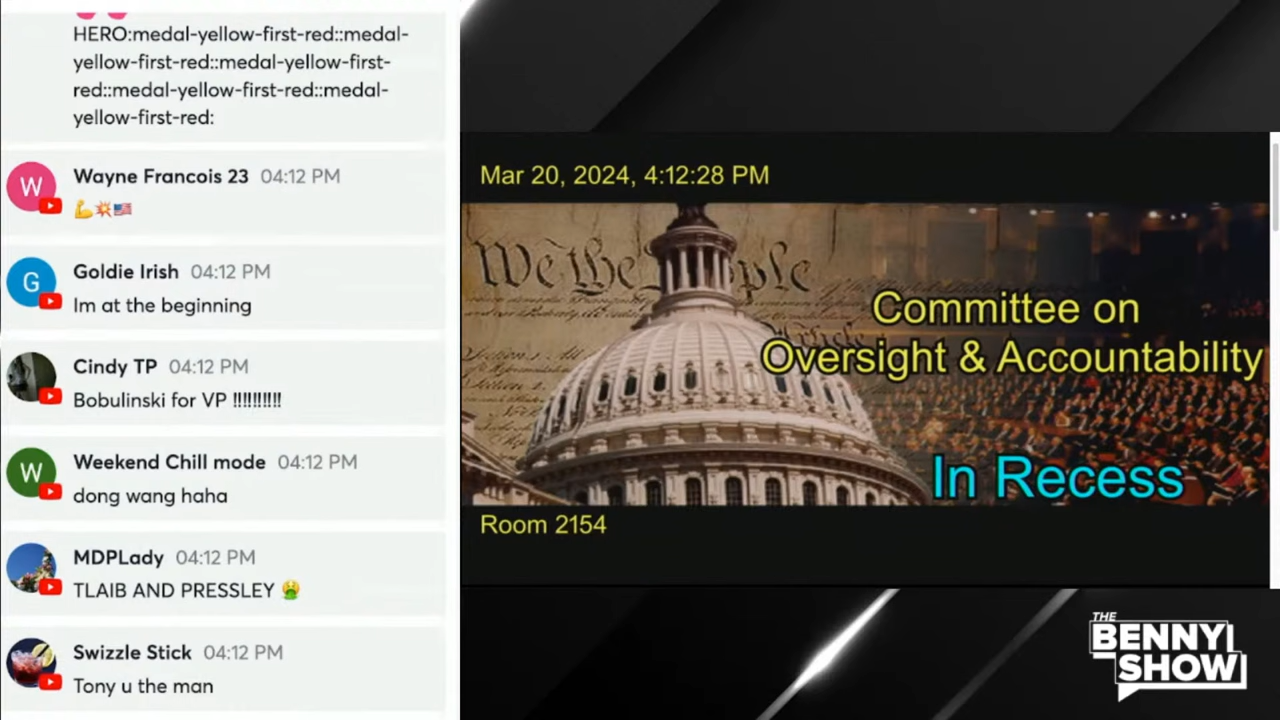 HERO:medal-yellow-first-red::medal-
yellow-first-red::medal-yellow-first-
red::medal-yellow-first-red::medal-
yellow-first-red:
W
Wayne Francois 23 04:12 PM
G
Goldie Irish 04:12 PM
Im at the beginning
Cindy TP 04:12 PM
Bobulinski for VP !!!!!!!!!!
W
Weekend Chill mode 04:12 PM
dong wang haha
MDPLady 04:12 PM
TLAIB AND PRESSLEY 🤮
Swizzle Stick 04:12 PM
Tony u the man
Mar 20, 2024, 4:12:28 PM
We the People
Article
Section
Committee on
Oversight & Accountability
In Recess
Room 2154
THE
BENNY
SHOW